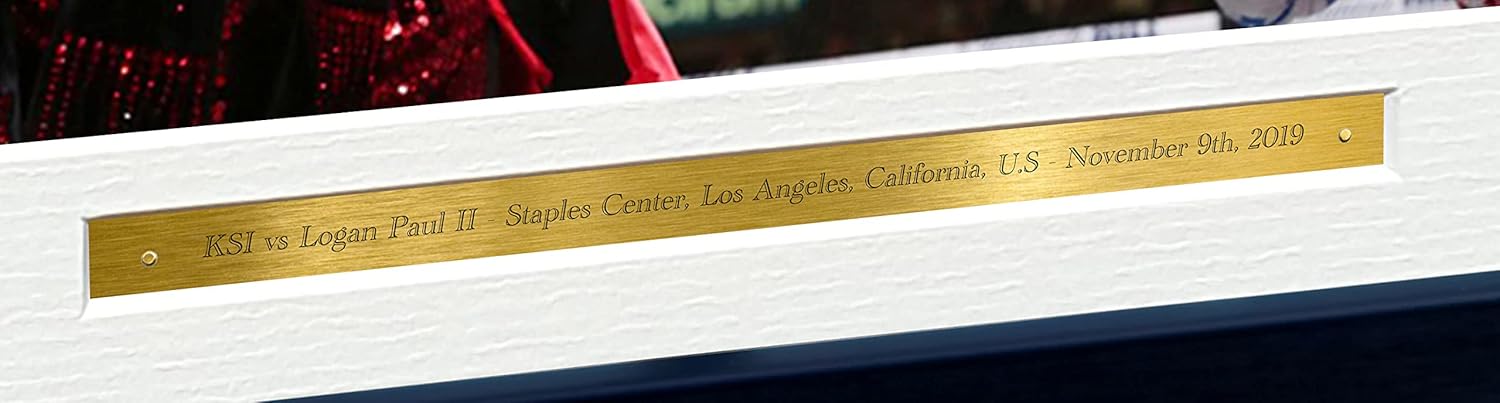 KSI vs Logan Paul II - Staples Center, Los Angeles, California, U.S - November 9th, 2019